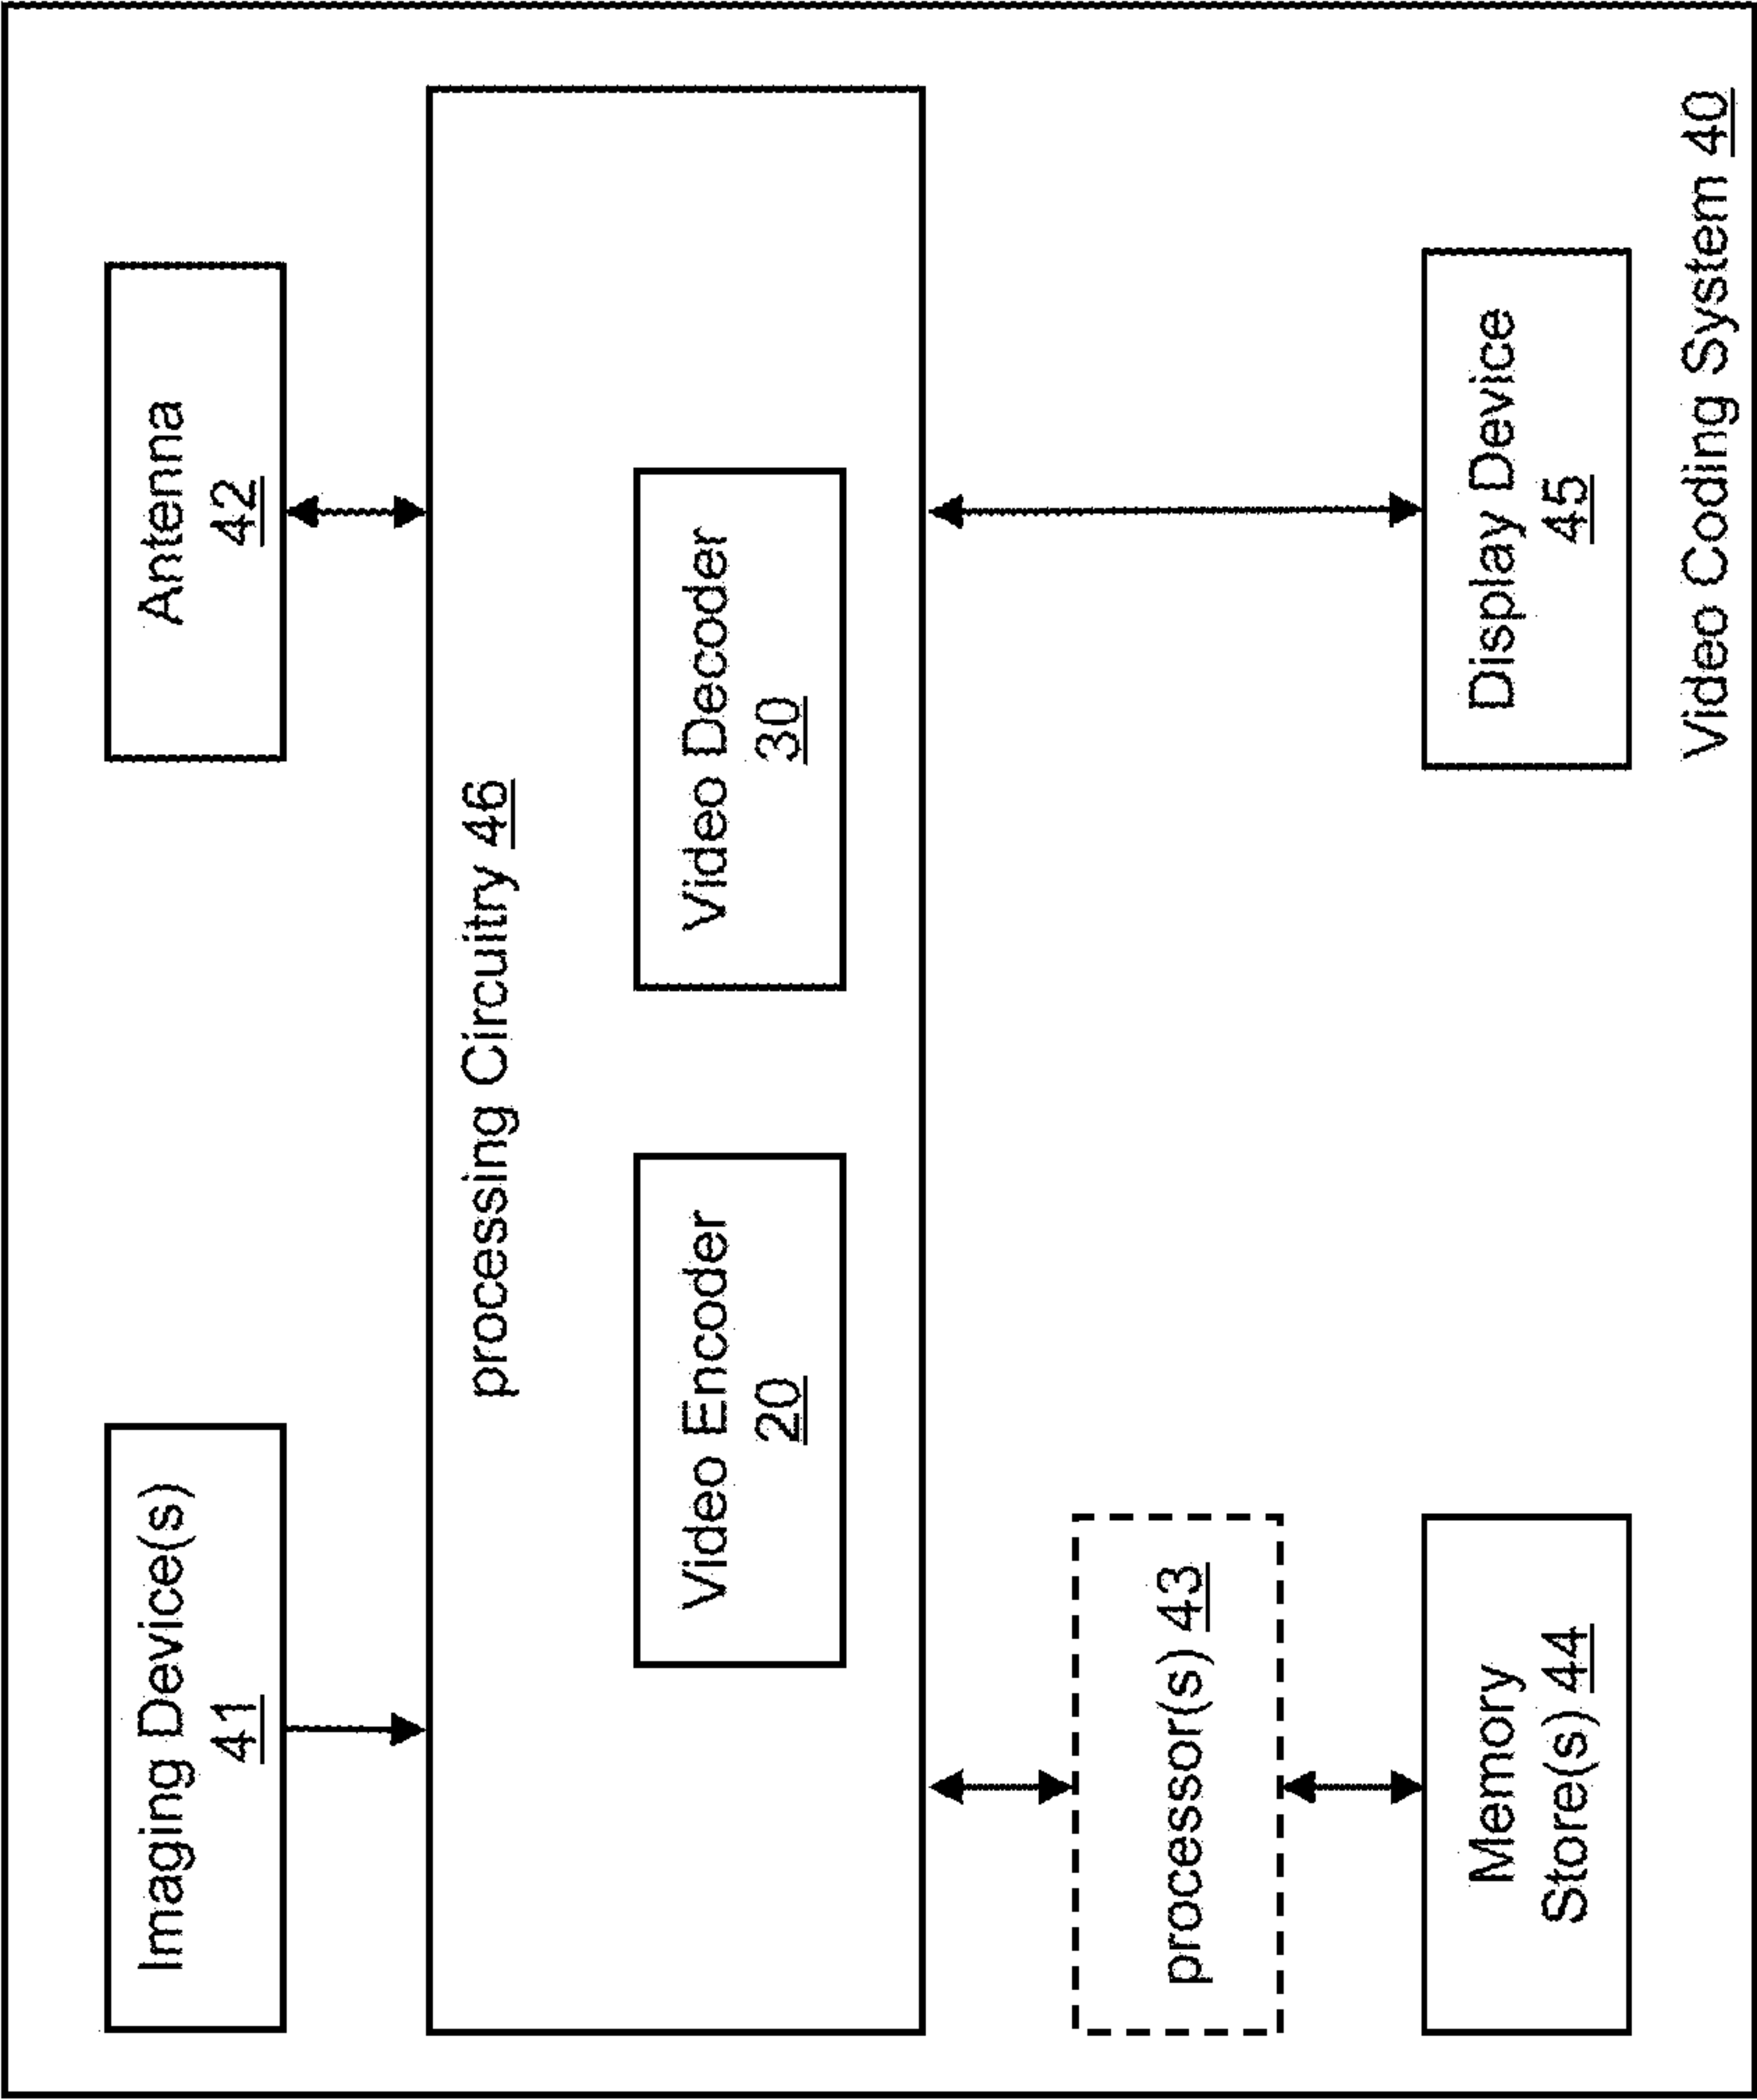 Imaging Device(s)
41
Antenna
42
processing Circuitry 46
Video Encoder
20
Video Decoder
30
processor(s) 43
Memory
Store(s) 44
Display Device
45
Video Coding System 40